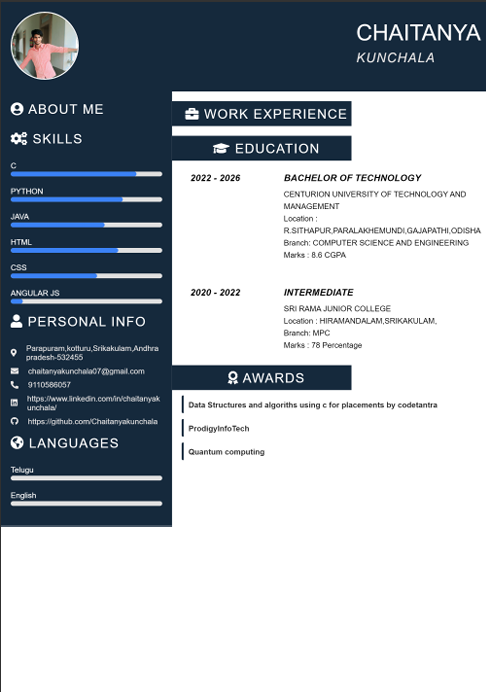 CHAITANYA
KUNCHALA
ABOUT ME
SKILLS
C
PYTHON
JAVA
HTML
CSS
ANGULAR JS
PERSONAL INFO
Parapuram,kotturu,Srikakulam,Andhra
pradesh-532455
chaitanyakunchala07@gmail.com
9110586057
https://www.linkedin.com/in/chaitanyak
unchala/
https://github.com/Chaitanyakunchala
LANGUAGES
Telugu
English
WORK EXPERIENCE
EDUCATION
2022 - 2026
BACHELOR OF TECHNOLOGY
CENTURION UNIVERSITY OF TECHNOLOGY AND
MANAGEMENT
Location :
R.SITHAPUR,PARALAKHEMUNDI,GAJAPATHI,ODISHA
Branch: COMPUTER SCIENCE AND ENGINEERING
Marks : 8.6 CGPA
2020 - 2022
INTERMEDIATE
SRI RAMA JUNIOR COLLEGE
Location : HIRAMANDALAM,SRIKAKULAM,
Branch: MPC
Marks : 78 Percentage
AWARDS
Data Structures and algoriths using c for placements by codetantra
ProdigyInfoTech
Quantum computing